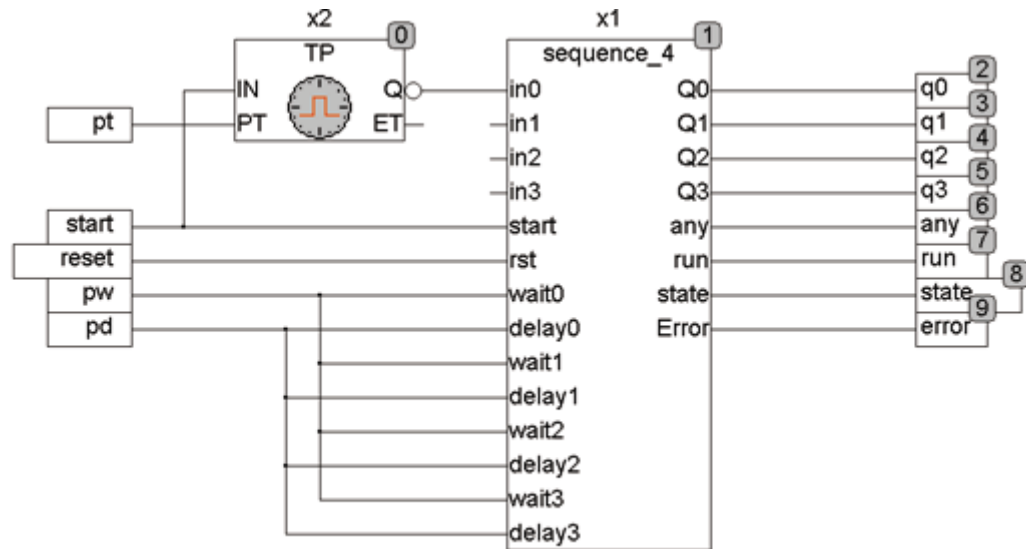 x2
0
TP
IN
Q
PT
ET
pt
start
reset
pw
pd
x1
1
sequence_4
in0
Q0
in1
Q1
in2
Q2
in3
Q3
start
any
rst
run
wait0
state
delay0
Error
wait1
delay1
wait2
delay2
wait3
delay3
2
q0
3
q1
4
q2
5
q3
6
any
7
run
8
state
9
error